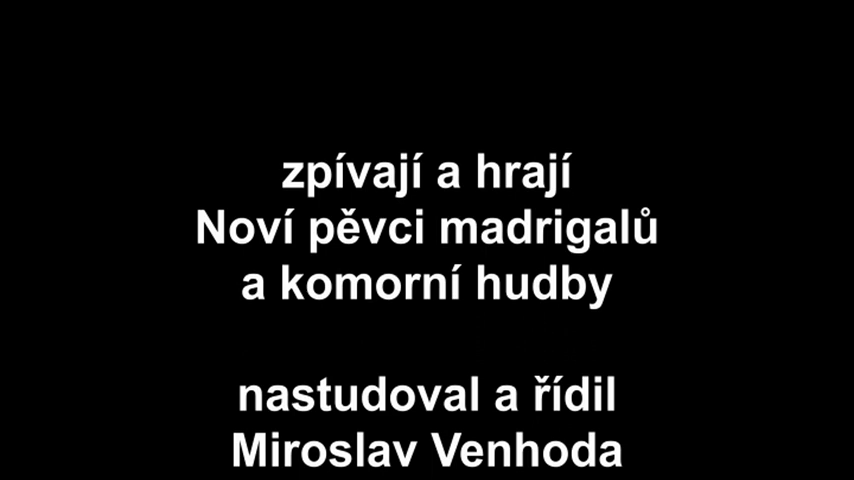 zpívají a hrají
Noví pěvci madrigalů
a komorní hudby
nastudoval a řídil
Miroslav Venhoda